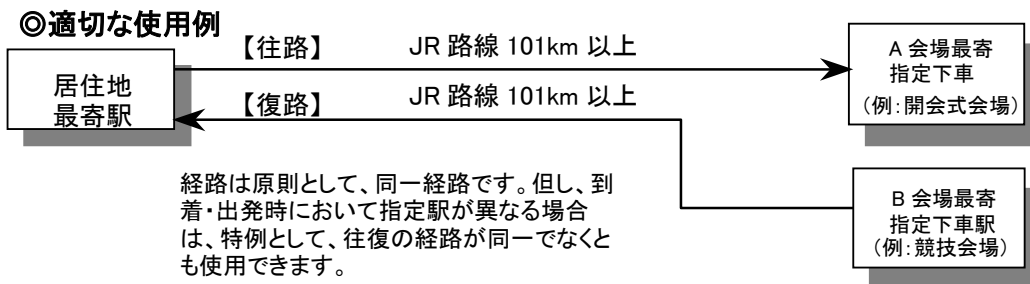 ◎適切な使用例
【往路】 JR 路線 101km 以上
居住地
最寄駅
A 会場最寄
指定下車
(例:開会式会場)
【復路】 JR 路線 101km 以上
経路は原則として、同一経路です。但し、到
着・出発時において指定駅が異なる場合
は、特例として、往復の経路が同一でなくと
も使用できます。
B 会場最寄
指定下車駅
(例:競技会場)